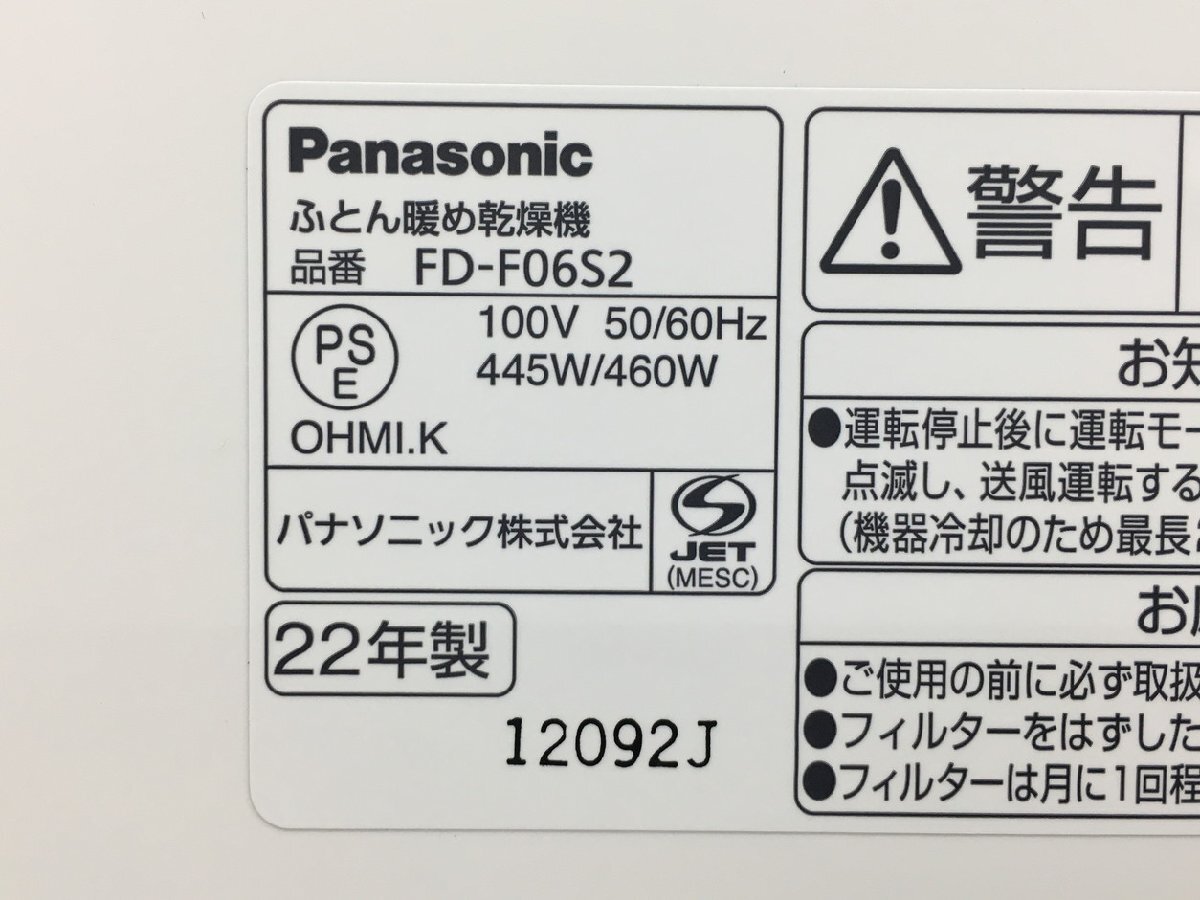 Panasonic
ふとん暖め乾燥機
品番 FD-F06S2
PS
E
100V 50/60Hz
445W/460W
OHMI.K
パナソニック株式会社
JET
(MESC)
22年製
12092J
警告
お知
●運転停止後に運転モー
点滅し、送風運転する
(機器冷却のため最長
お
●ご使用の前に必ず取扱
●フィルターをはずした
●フィルターは月に1回程